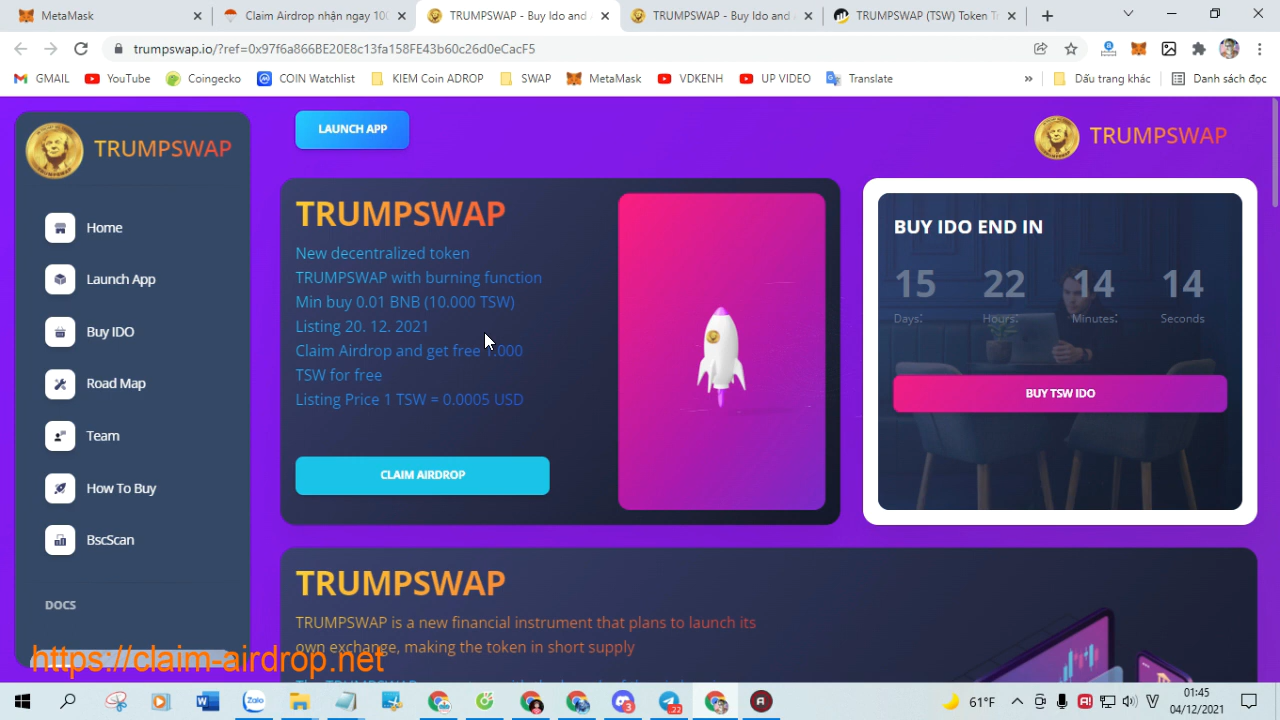 MetaMask
Claim Airdrop nhận ngay 100
TRUMPSWAP - Buy Ido and
TRUMPSWAP - Buy Ido and
TRUMPSWAP (TSW) Token Tr
trumpswap.io/?ref=0x97f6a866BE20E8c13fa158FE43b60c26d0eCacF5
GMAIL
YouTube
Coingecko
COIN Watchlist
KIEM Coin ADROP
SWAP
MetaMask
VDKENH
UP VIDEO
Translate
»
Dấu trang khác
Danh sách đọc
TRUMPSWAP
Home
Launch App
Buy IDO
Road Map
Team
How To Buy
BscScan
DOCS
LAUNCH APP
TRUMPSWAP
TRUMPSWAP
New decentralized token
TRUMPSWAP with burning function
Min buy 0.01 BNB (10.000 TSW)
Listing 20. 12. 2021
Claim Airdrop and get free 1.000
TSW for free
Listing Price 1 TSW = 0.0005 USD
CLAIM AIRDROP
BUY IDO END IN
15 22 14 14
Days: Hours: Minutes: Seconds
BUY TSW IDO
TRUMPSWAP
TRUMPSWAP is a new financial instrument that plans to launch its
own exchange, making the token in short supply
https://claim-airdrop.net
Zalo
3
22
61°F
01:45
04/12/2021